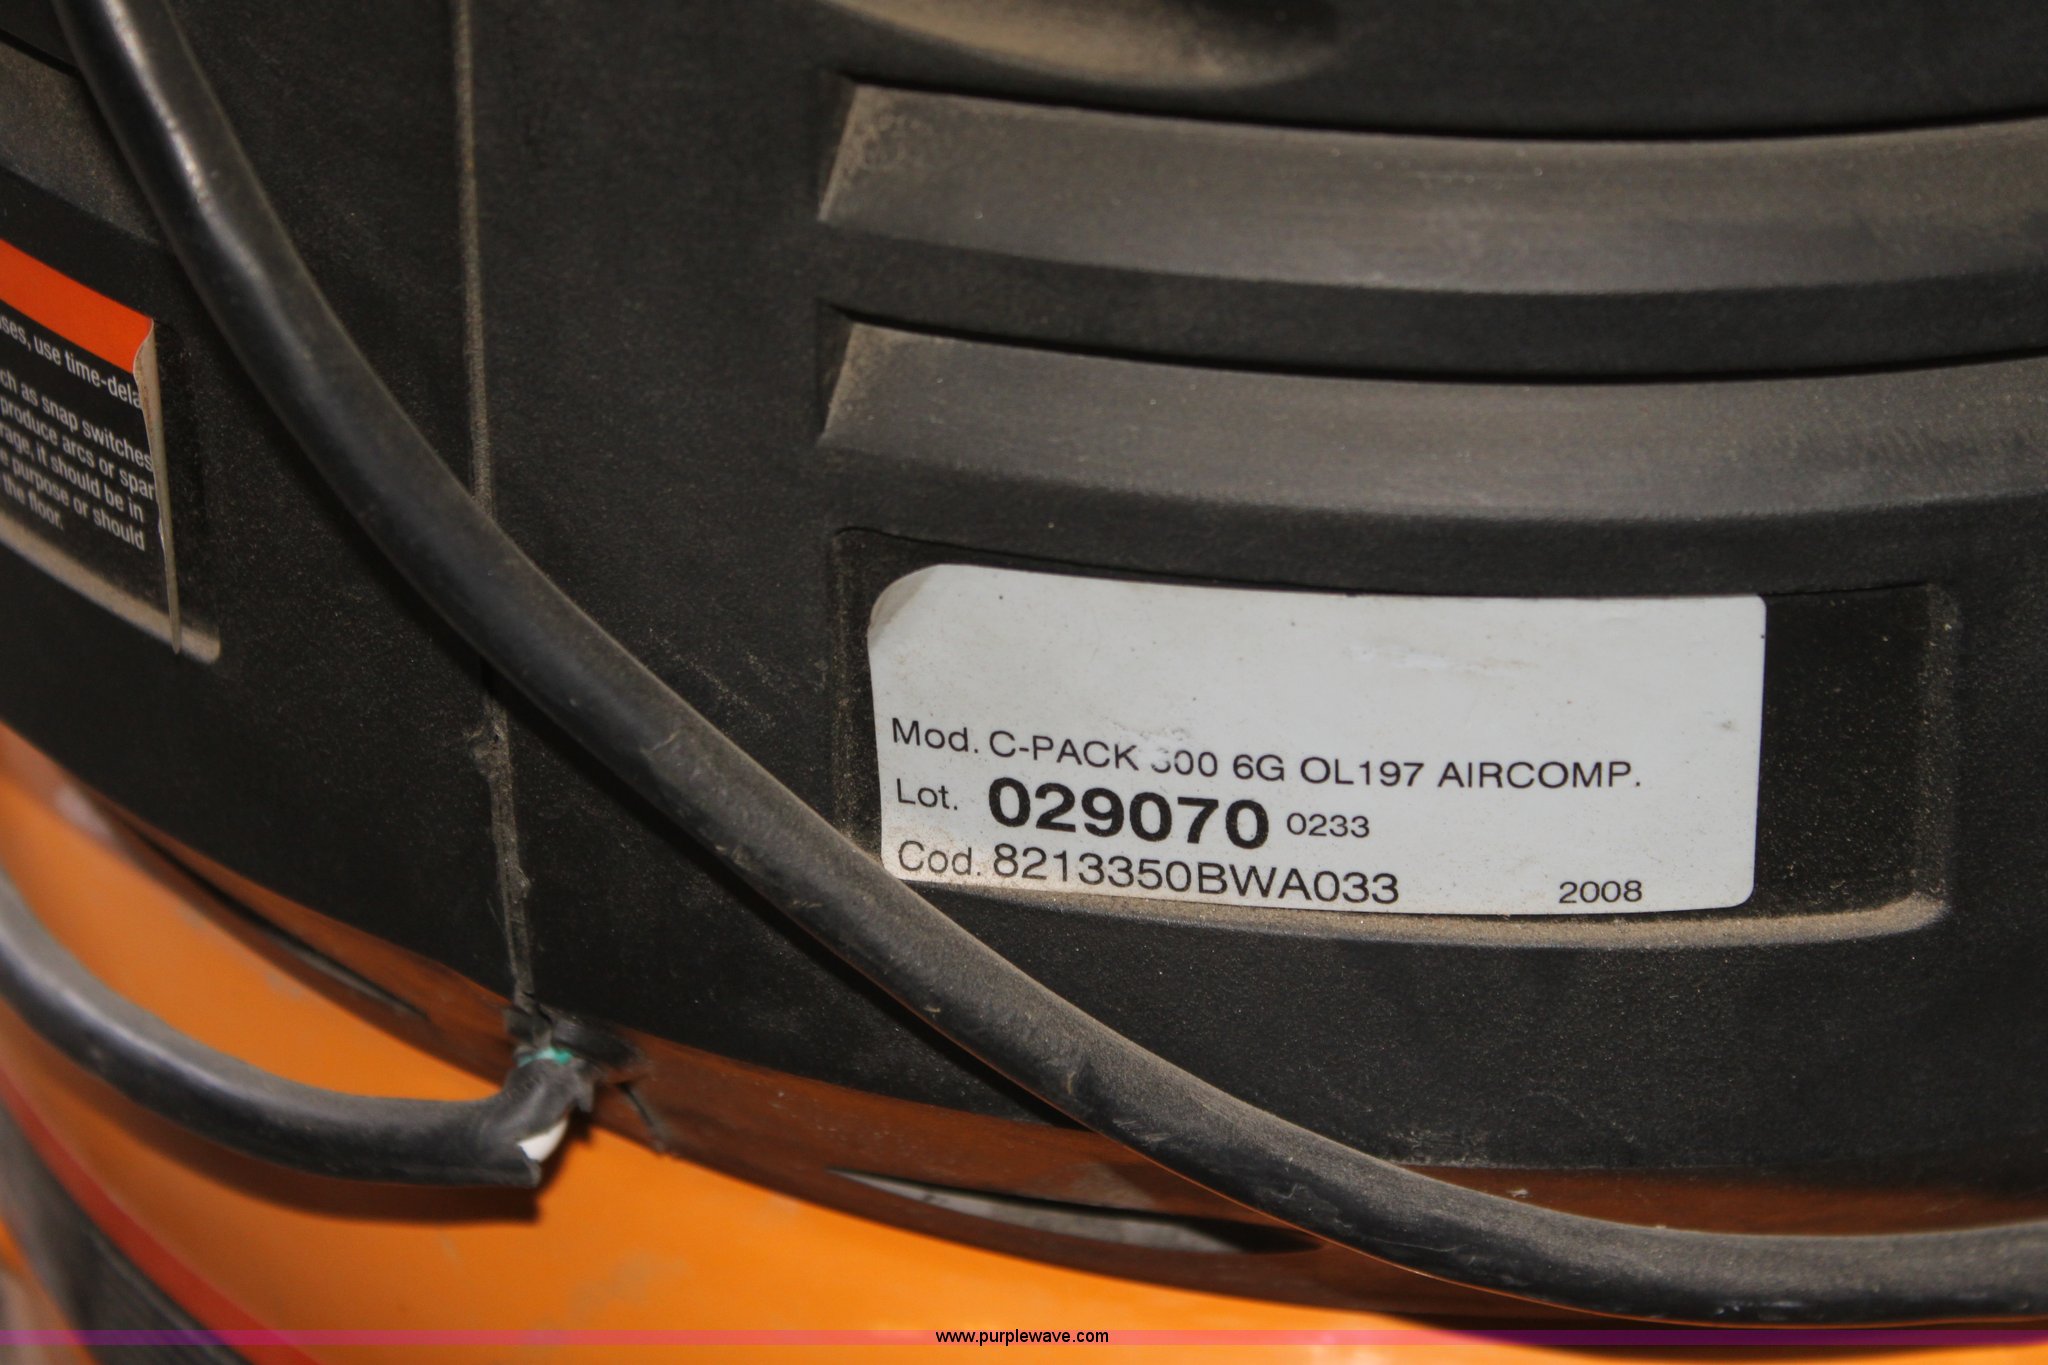 ses, use time-dela
ch as snap switches
produce arcs or spar
rage, it should be in
e purpose or should
the floor.
Mod. C-PACK 300 6G OL197 AIRCOMP.
Lot. 029070 0233
Cod. 8213350BWA033 2008
www.purplewave.com